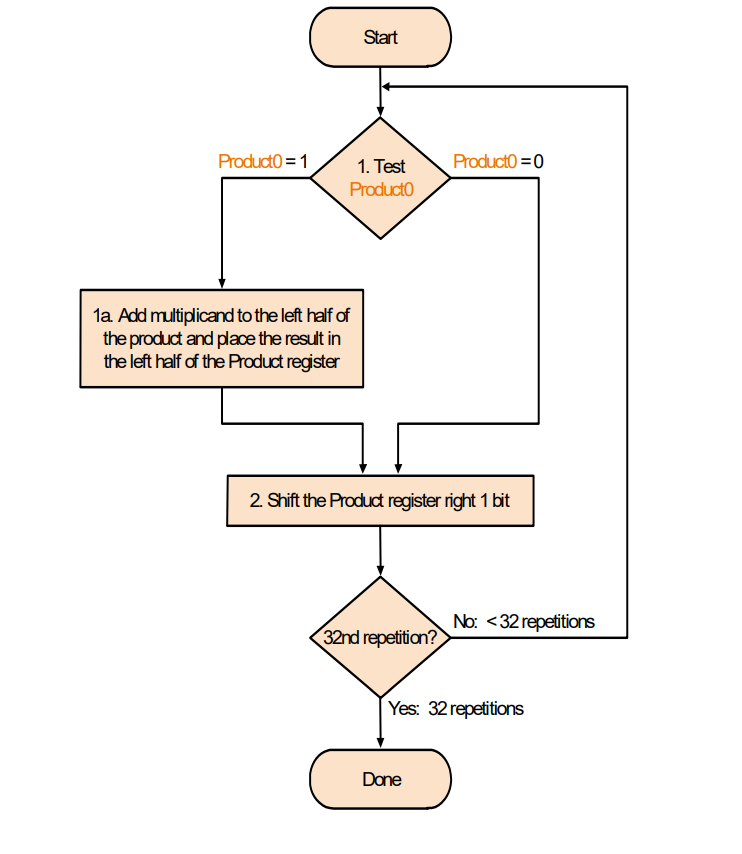 Start
Product0 = 1
1. Test
Product0
Product0 = 0
1a. Add multiplicand to the left half of
the product and place the result in
the left half of the Product register
2. Shift the Product register right 1 bit
32nd repetition?
No: < 32 repetitions
Yes: 32 repetitions
Done